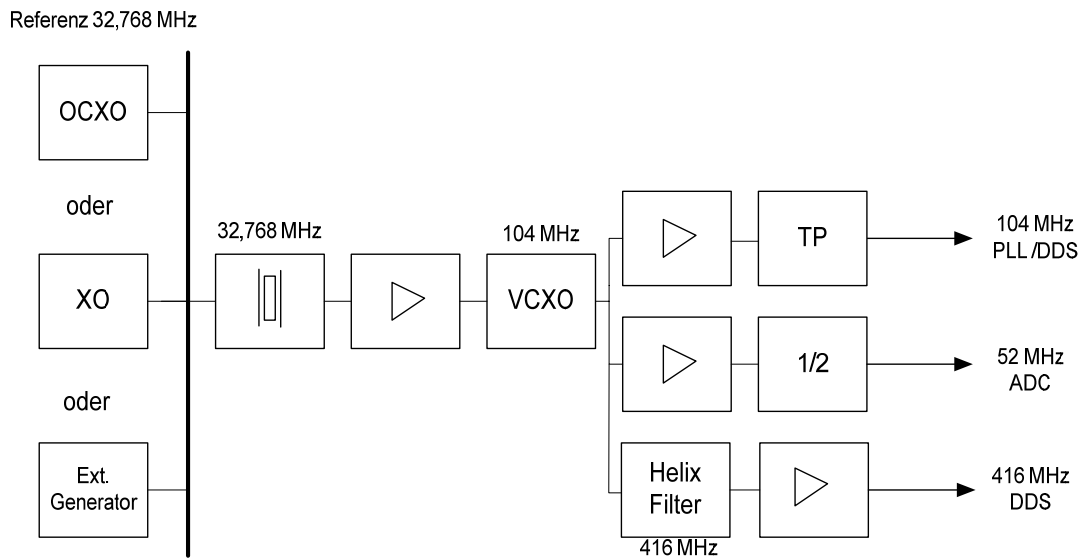 Referenz 32,768 MHz
OCXO
oder
XO
oder
Ext.
Generator
32,768 MHz
104 MHz
VCXO
TP
104 MHz
PLL /DDS
1/2
52 MHz
ADC
Helix
Filter
416 MHz
416 MHz
DDS